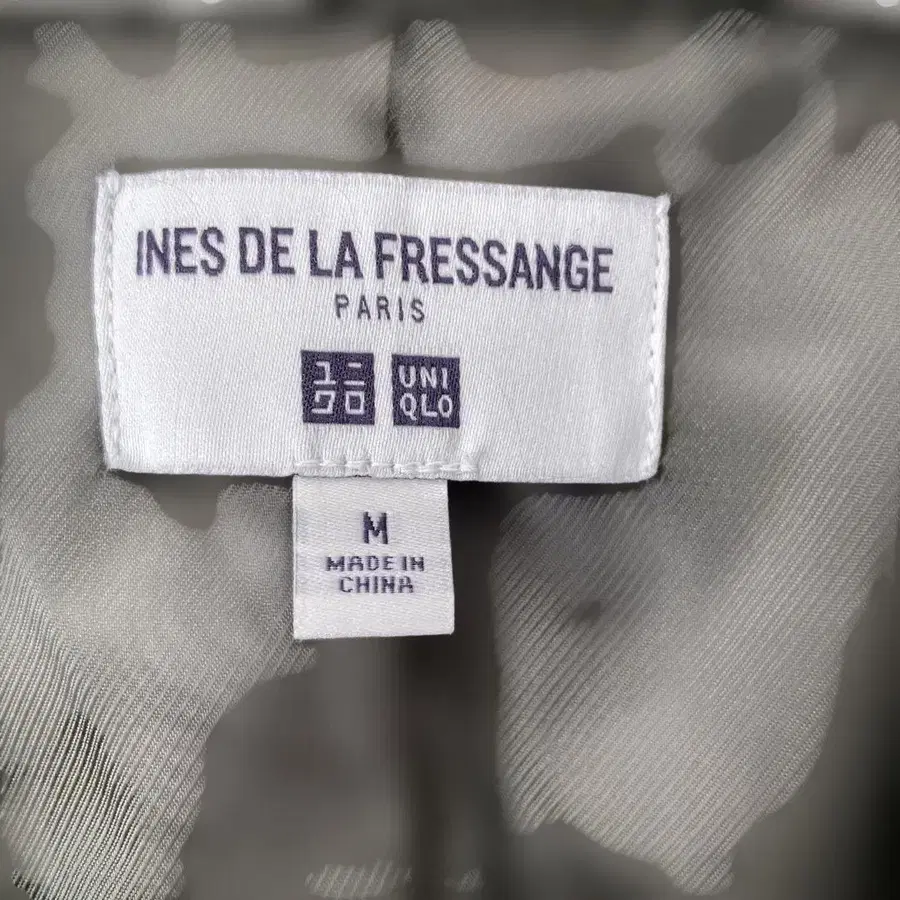 INES DE LA FRESSANGE
PARIS
ユニ UNI
クロ QLO
M
MADE IN
CHINA